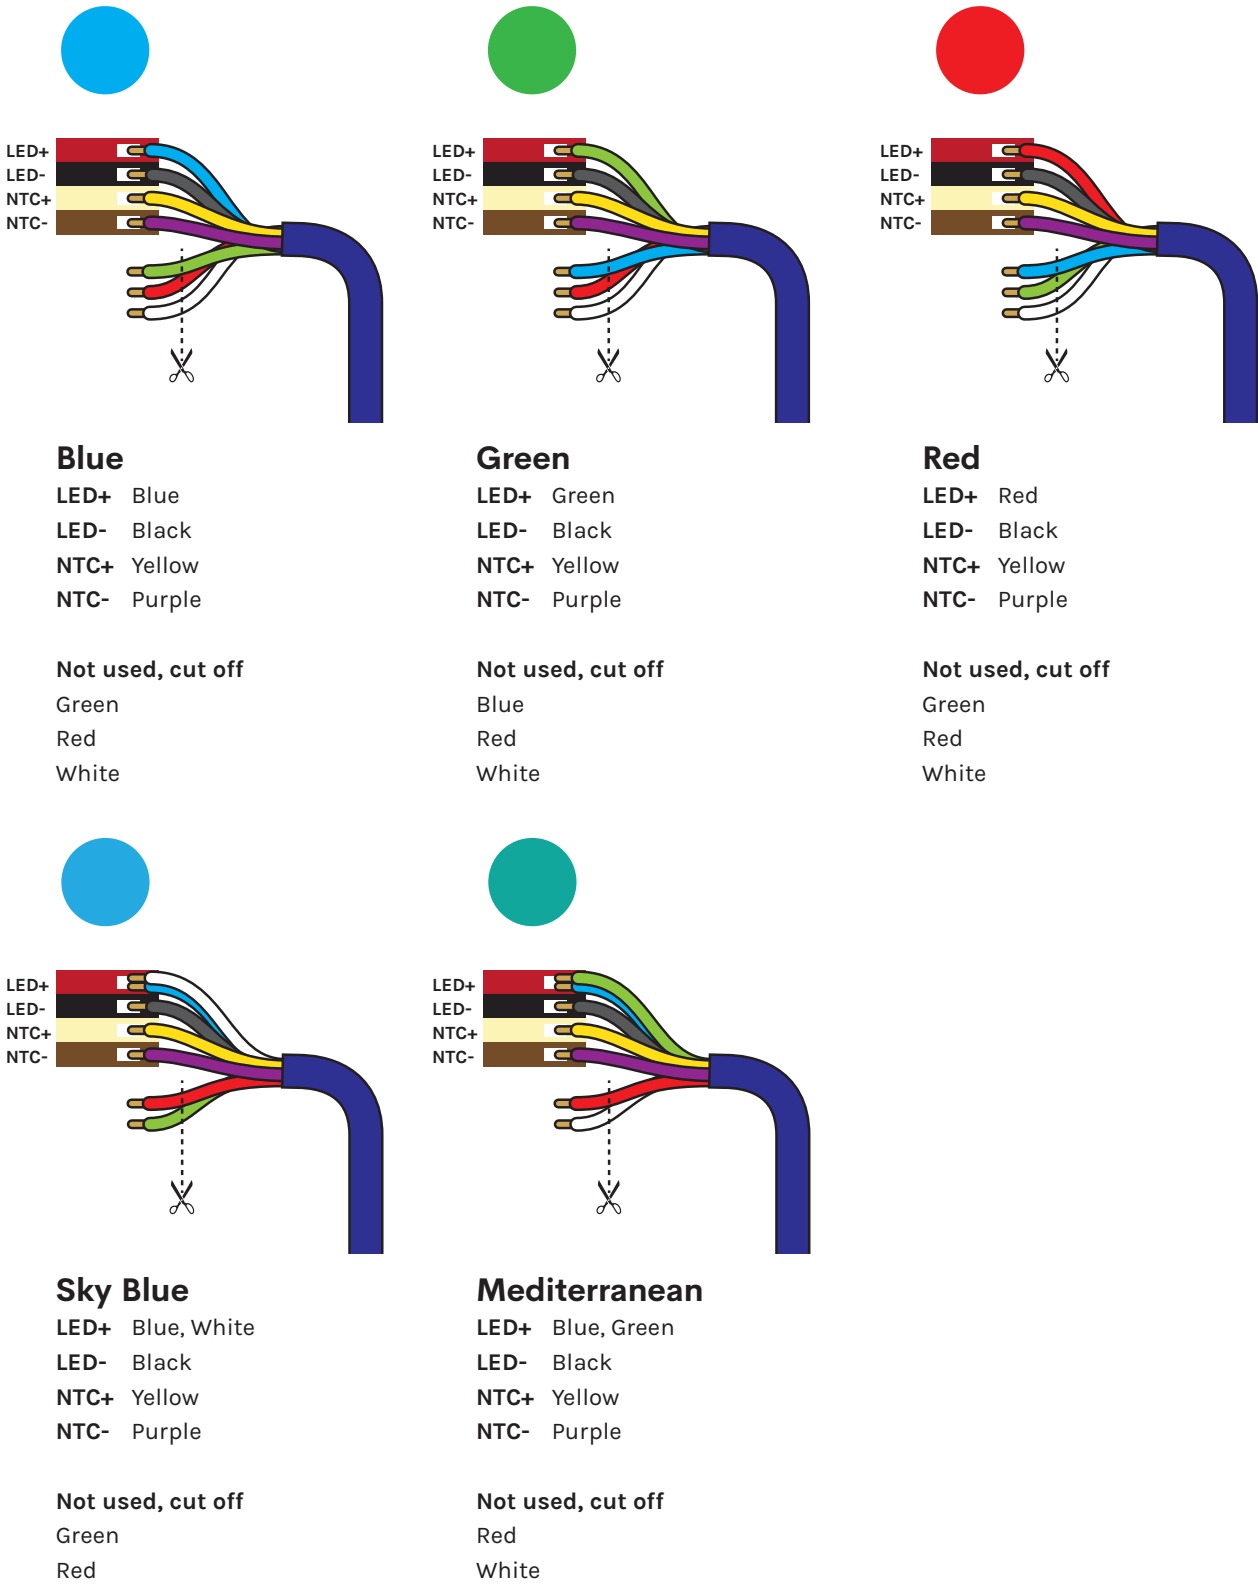 LED+
LED-
NTC+
NTC-
LED+
LED-
NTC+
NTC-
LED+
LED-
NTC+
NTC-
Blue
LED+ Blue
LED- Black
NTC+ Yellow
NTC- Purple
Not used, cut off
Green
Red
White
Green
LED+ Green
LED- Black
NTC+ Yellow
NTC- Purple
Not used, cut off
Blue
Red
White
Red
LED+ Red
LED- Black
NTC+ Yellow
NTC- Purple
Not used, cut off
Green
Red
White
LED+
LED-
NTC+
NTC-
LED+
LED-
NTC+
NTC-
Sky Blue
LED+ Blue, White
LED- Black
NTC+ Yellow
NTC- Purple
Not used, cut off
Green
Red
Mediterranean
LED+ Blue, Green
LED- Black
NTC+ Yellow
NTC- Purple
Not used, cut off
Red
White